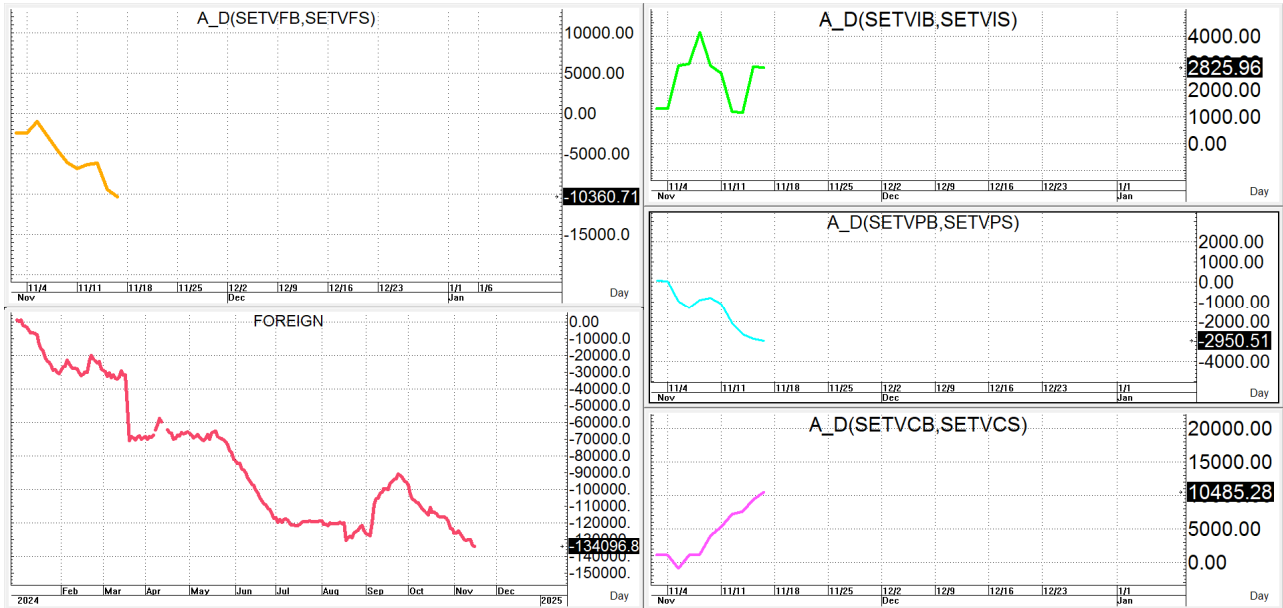 A_D(SETVFB,SETVFS)
10000.00
5000.00
0.00
-5000.00
-10360.71
-15000.0
11/4 11/11 11/18 11/25 12/2 12/9 12/16 12/23 1/1 1/6
Nov Dec Jan
Day
FOREIGN
0.00
-10000.0
-20000.0
-30000.0
-40000.0
-50000.0
-60000.0
-70000.0
-80000.0
-90000.0
-100000.
-110000.
-120000.
-134096.8
-140000.
-150000.
Feb Mar Apr May Jun Jul Aug Sep Oct Nov Dec
2024 2025
Day
A_D(SETVIB,SETVIS)
4000.00
2825.96
2000.00
1000.00
0.00
11/4 11/11 11/18 11/25 12/2 12/9 12/16 12/23 1/1
Nov Dec Jan
Day
A_D(SETVPB,SETVPS)
2000.00
1000.00
0.00
-1000.00
-2000.00
-2950.51
-4000.00
11/4 11/11 11/18 11/25 12/2 12/9 12/16 12/23 1/1
Nov Dec Jan
Day
A_D(SETVCB,SETVCS)
20000.00
15000.00
10485.28
5000.00
0.00
11/4 11/11 11/18 11/25 12/2 12/9 12/16 12/23 1/1
Nov Dec Jan
Day